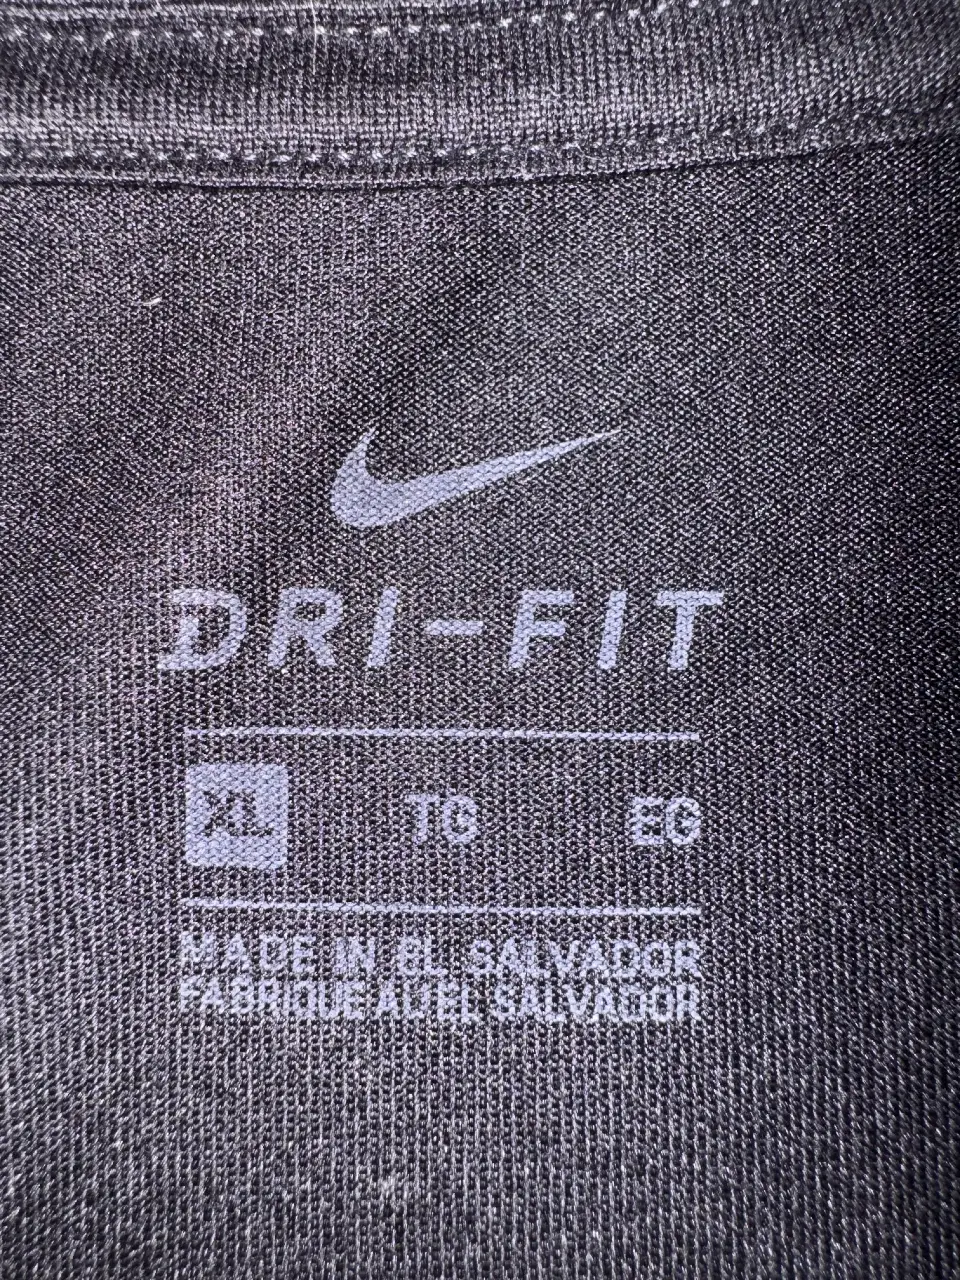 DRI-FIT
XL TG EG
MADE IN EL SALVADOR
FABRIQUE AU EL SALVADOR